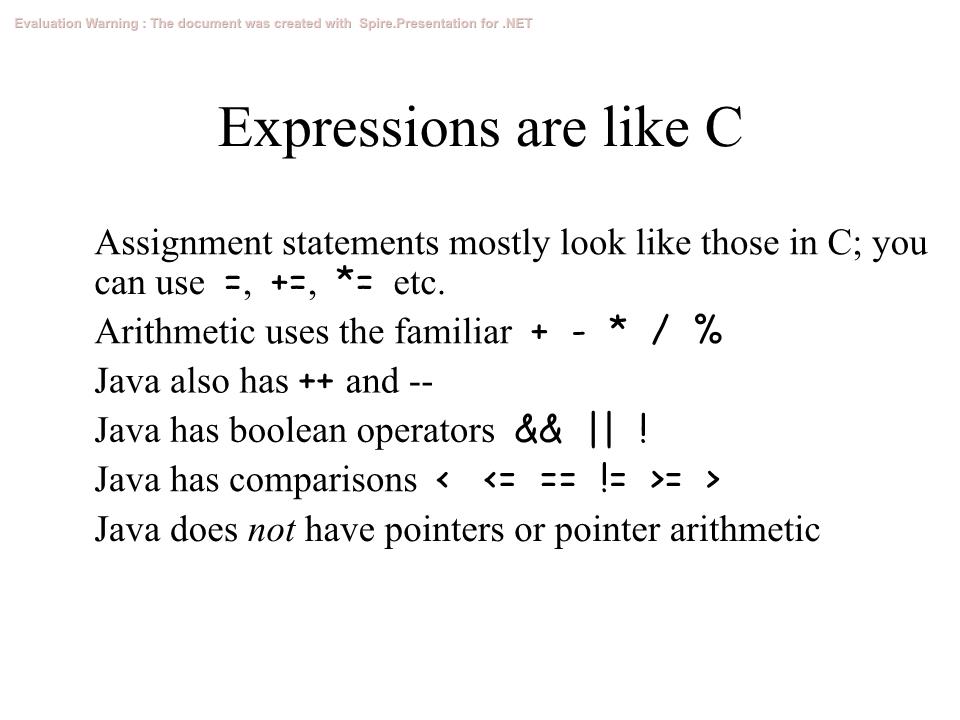 Evaluation Warning : The document was created with Spire.Presentation for .NET
Expressions are like C
Assignment statements mostly look like those in C; you
can use =, +=, *= etc.
Arithmetic uses the familiar + - * / %
Java also has ++ and --
Java has boolean operators && || !
Java has comparisons < <= == != >= >
Java does not have pointers or pointer arithmetic